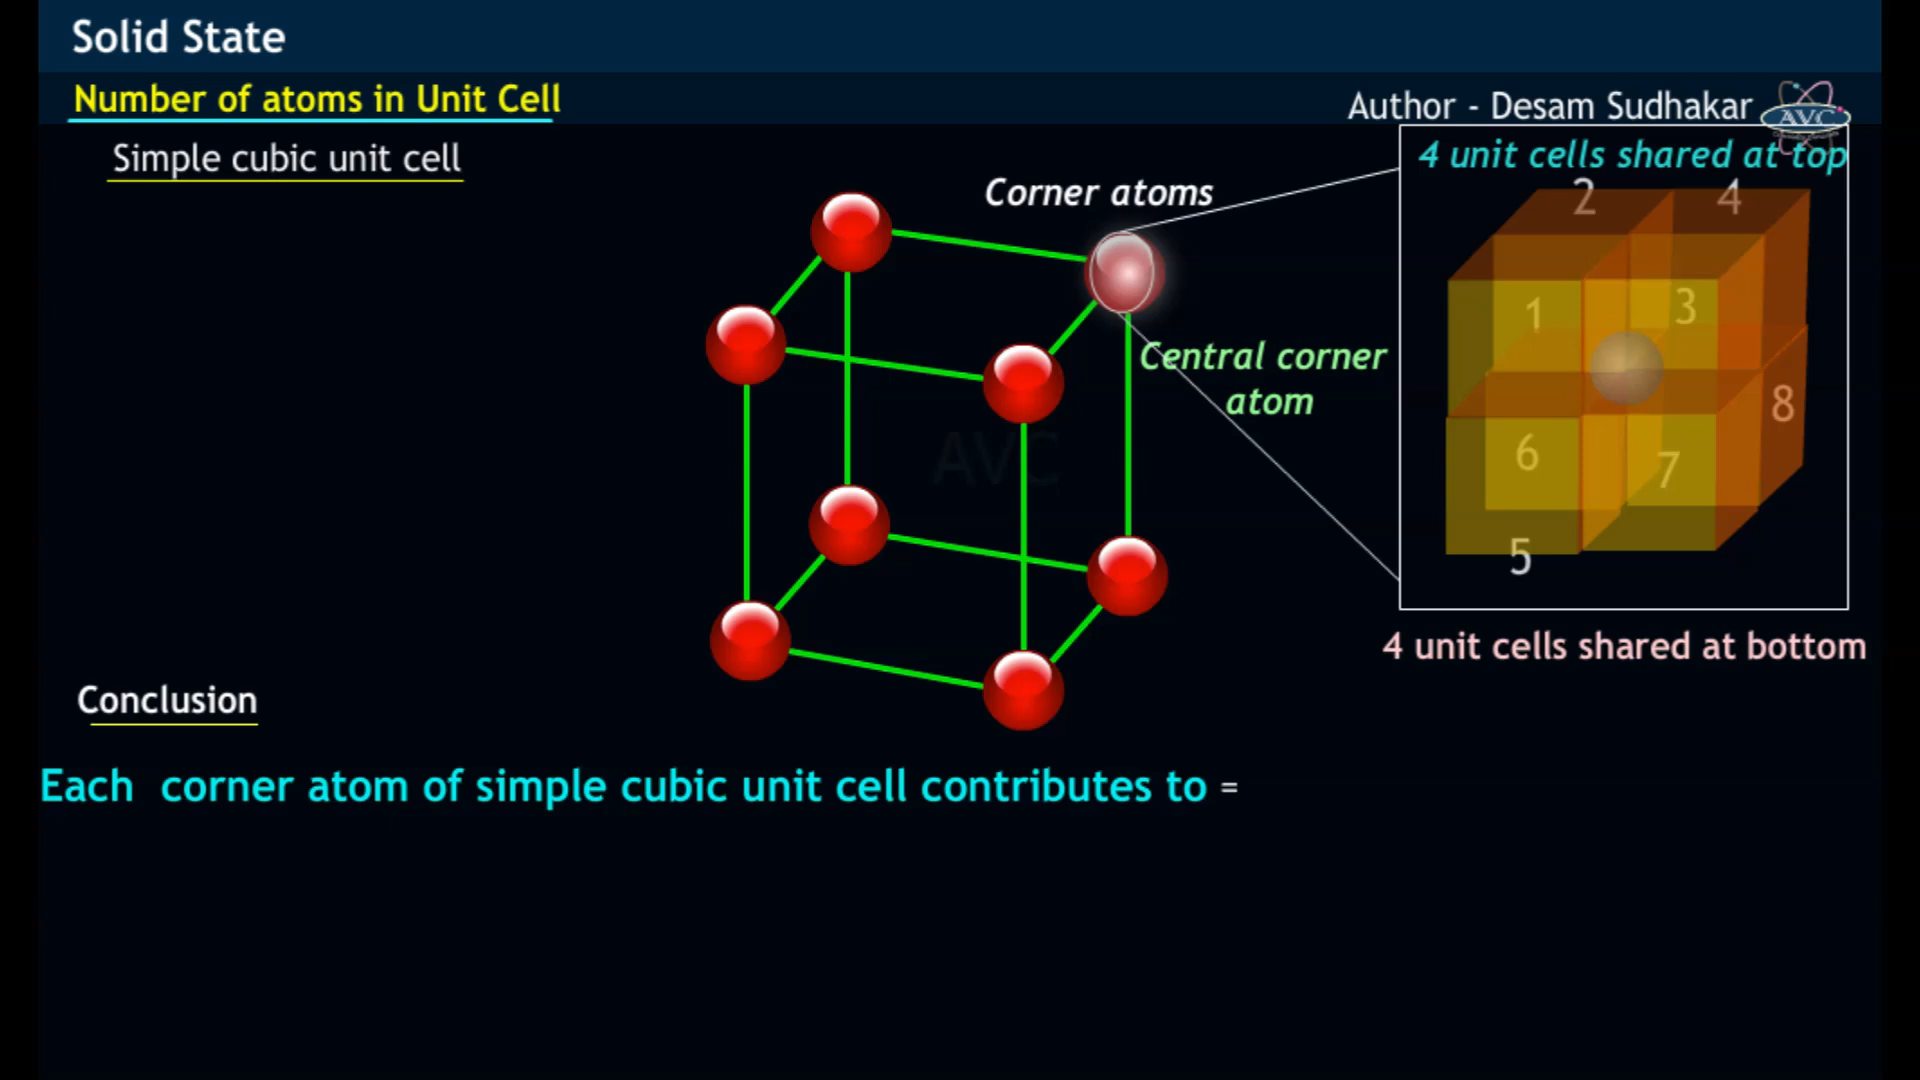 Solid State
Number of atoms in Unit Cell
Author - Desam Sudhakar
AVC
Simple cubic unit cell
4 unit cells shared at top
Corner atoms
2 4
1 3
Central corner
atom
8
AVC
6 7
5
4 unit cells shared at bottom
Conclusion
Each corner atom of simple cubic unit cell contributes to =